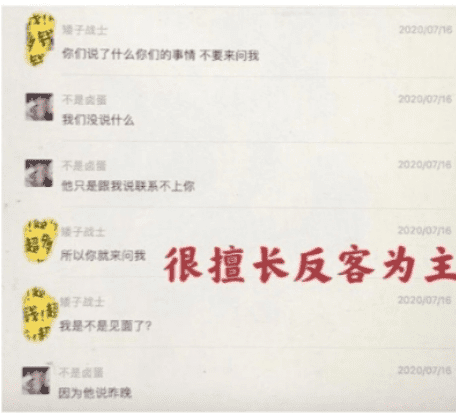 矮子战士
2020/07/16
你们说了什么你们的事情 不要来问我
不是卤蛋
2020/07/16
我们没说什么
不是卤蛋
2020/07/16
他只是跟我说联系不上你
矮子战士
2020/07/16
所以你就来问我
很擅长反客为主
矮子战士
2020/07/16
我是不是见面了?
不是卤蛋
2020/07/16
因为他说昨晚